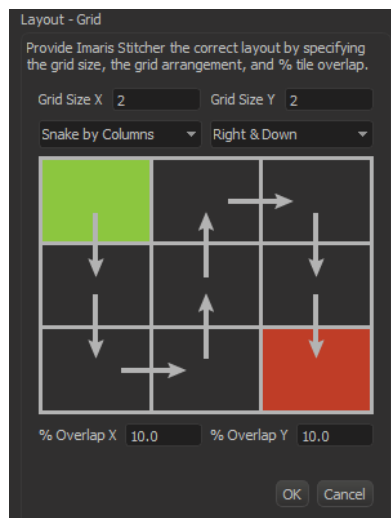 Layout - Grid
Provide Imaris Stitcher the correct layout by specifying
the grid size, the grid arrangement, and % tile overlap.
Grid Size X 2 Grid Size Y 2
Snake by Columns Right & Down
% Overlap X 10.0 % Overlap Y 10.0
OK Cancel